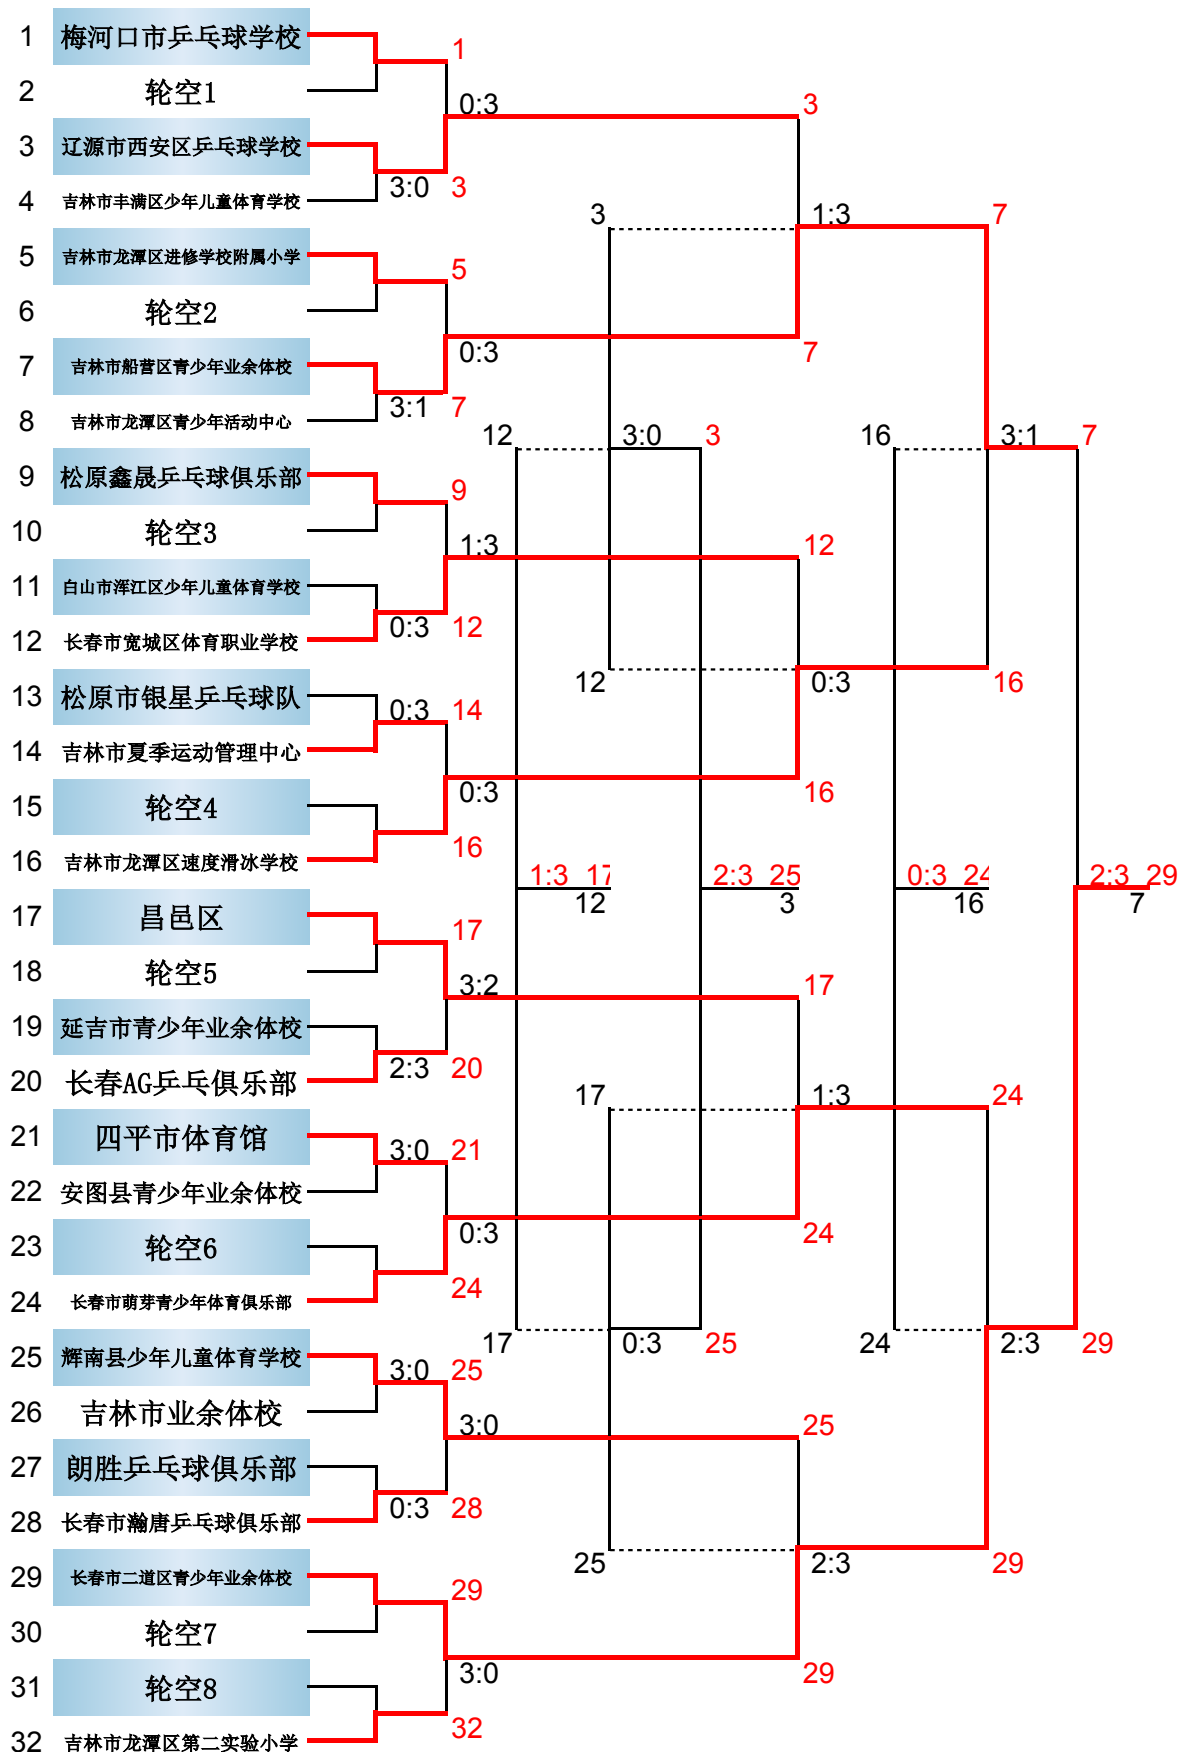 1 梅河口市乒乓球学校 1
2 轮空1
0:3 3
3 辽源市西安区乒乓球学校
3:0 3
4 吉林市丰满区少年儿童体育学校
3 1:3 7
5 吉林市龙潭区进修学校附属小学 5
6 轮空2
0:3 7
7 吉林市船营区青少年业余体校
3:1 7
8 吉林市龙潭区青少年活动中心
12 3:0 3 16 3:1 7
9 松原鑫晟乒乓球俱乐部 9
10 轮空3
1:3 12
11 白山市浑江区少年儿童体育学校
0:3 12
12 长春市宽城区体育职业学校
12 0:3 16
13 松原市银星乒乓球队 0:3 14
14 吉林市夏季运动管理中心
0:3 16
15 轮空4
16 吉林市龙潭区速度滑冰学校 16
1:3 17 2:3 25 0:3 24 2:3 29
12 3 16 7
17 昌邑区 17
18 轮空5
3:2 17
19 延吉市青少年业余体校
2:3 20
20 长春AG乒乓俱乐部
17 1:3 24
21 四平市体育馆 3:0 21
22 安图县青少年业余体校
0:3 24
23 轮空6
24 长春市萌芽青少年体育俱乐部 24
17 0:3 25 24 2:3 29
25 辉南县少年儿童体育学校 3:0 25
26 吉林市业余体校
3:0 25
27 朗胜乒乓球俱乐部
0:3 28
28 长春市瀚唐乒乓球俱乐部
25 2:3 29
29 长春市二道区青少年业余体校 29
30 轮空7
3:0 29
31 轮空8
32 吉林市龙潭区第二实验小学 32